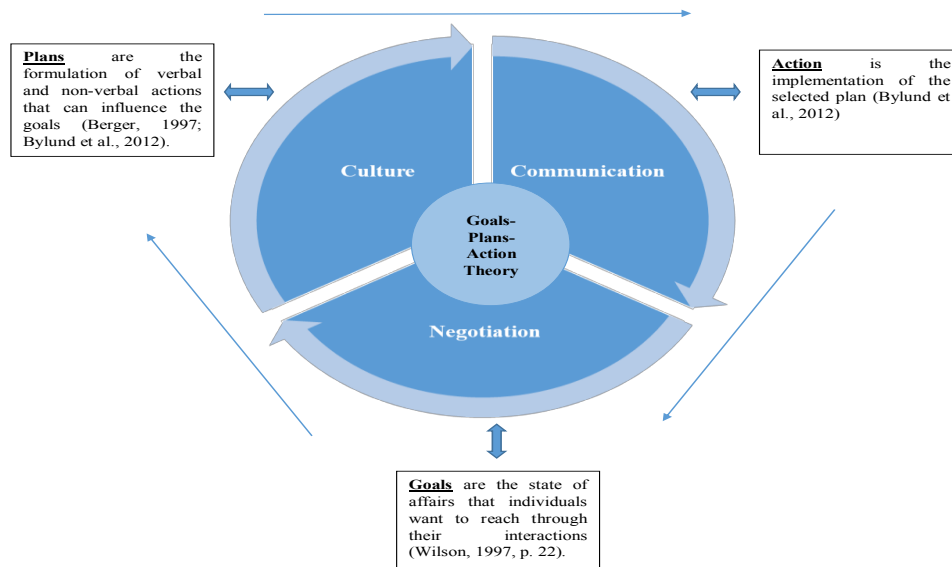 Plans are the
formulation of verbal
and non-verbal actions
that can influence the
goals (Berger, 1997;
Bylund et al., 2012).
Action is the
implementation of the
selected plan (Bylund et
al., 2012)
Culture
Communication
Goals-
Plans-
Action
Theory
Negotiation
Goals are the state of
affairs that individuals
want to reach through
their interactions
(Wilson, 1997, p. 22).